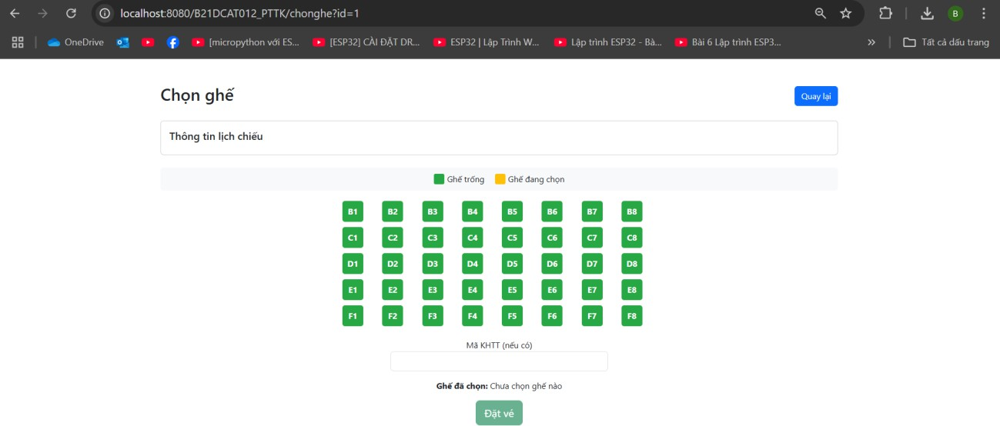 localhost:8080/B21DCAT012_PTTK/chonghe?id=1
B
OneDrive
[micropython với ES...
[ESP32] CÀI ĐẶT DR...
ESP32 | Lập Trình W...
Lập trình ESP32 - Bà...
Bài 6 Lập trình ESP3...
Tất cả dấu trang
Chọn ghế
Quay lại
Thông tin lịch chiếu
Ghế trống Ghế đang chọn
B1 B2 B3 B4 B5 B6 B7 B8
C1 C2 C3 C4 C5 C6 C7 C8
D1 D2 D3 D4 D5 D6 D7 D8
E1 E2 E3 E4 E5 E6 E7 E8
F1 F2 F3 F4 F5 F6 F7 F8
Mã KHTT (nếu có)
Ghế đã chọn: Chưa chọn ghế nào
Đặt vé